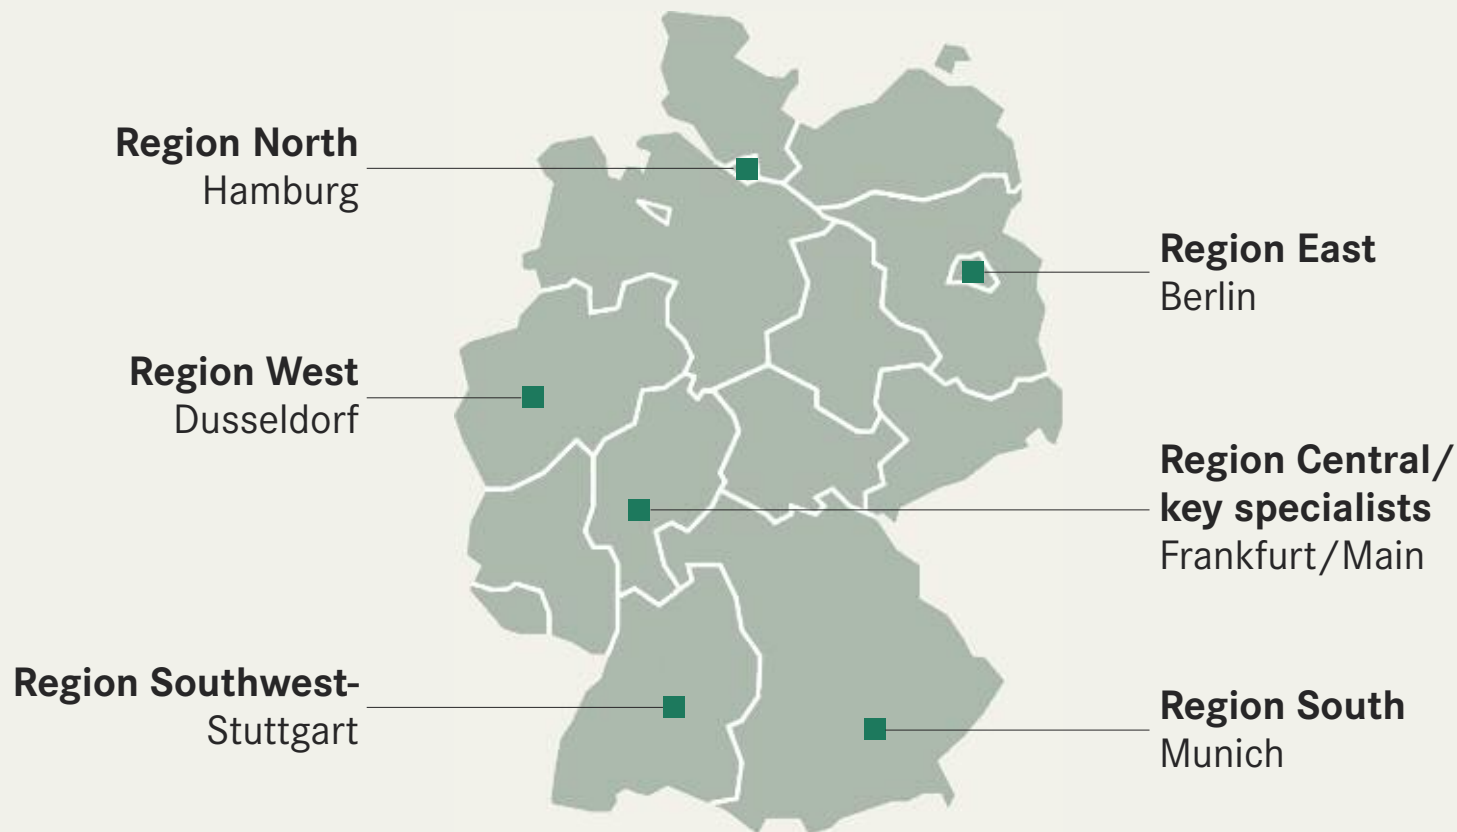 Region North
Hamburg
Region East
Berlin
Region West
Dusseldorf
Region Central/
key specialists
Frankfurt/Main
Region Southwest-
Stuttgart
Region South
Munich